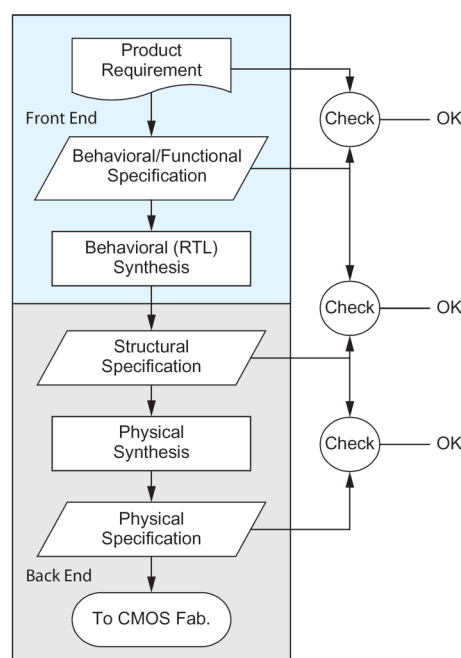 Product
Requirement
Check
OK
Front End
Behavioral/Functional
Specification
Behavioral (RTL)
Synthesis
Check
OK
Structural
Specification
Physical
Synthesis
Check
OK
Physical
Specification
Back End
To CMOS Fab.